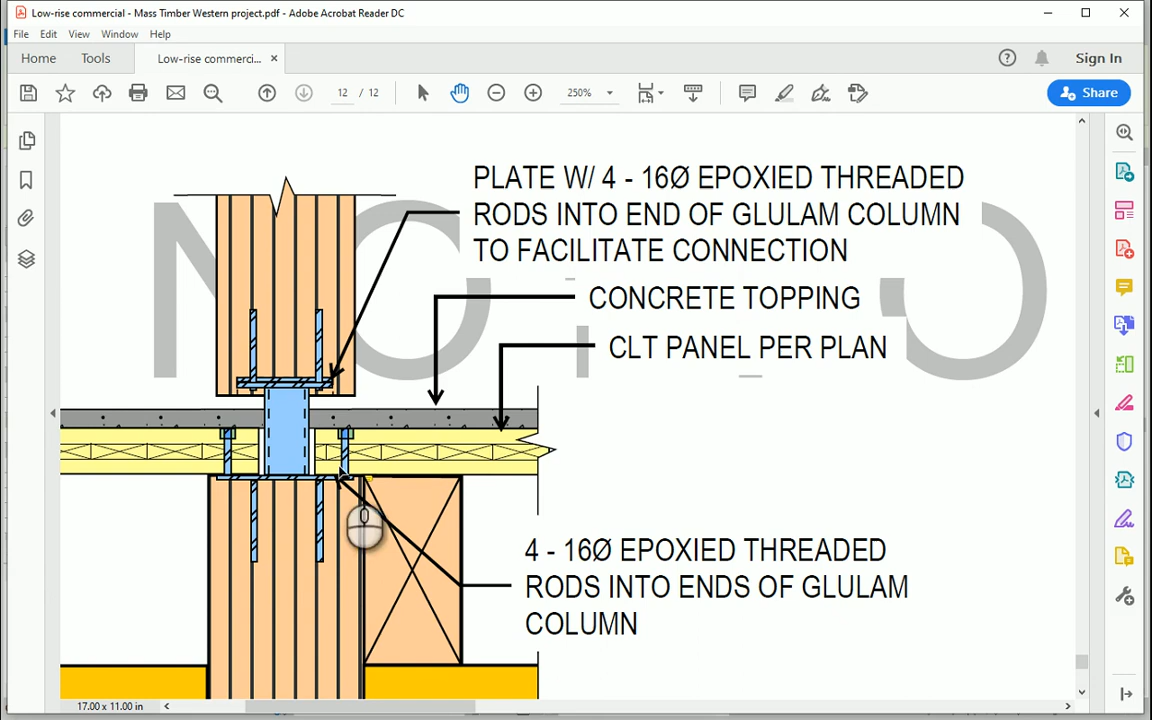 Low-rise commercial - Mass Timber Western project.pdf - Adobe Acrobat Reader DC
File Edit View Window Help
Home Tools Low-rise commerci... ×
Sign In
12 / 12
250%
Share
PLATE W/ 4 - 16Ø EPOXIED THREADED
RODS INTO END OF GLULAM COLUMN
TO FACILITATE CONNECTION
CONCRETE TOPPING
CLT PANEL PER PLAN
4 - 16Ø EPOXIED THREADED
RODS INTO ENDS OF GLULAM
COLUMN
17.00 x 11.00 in